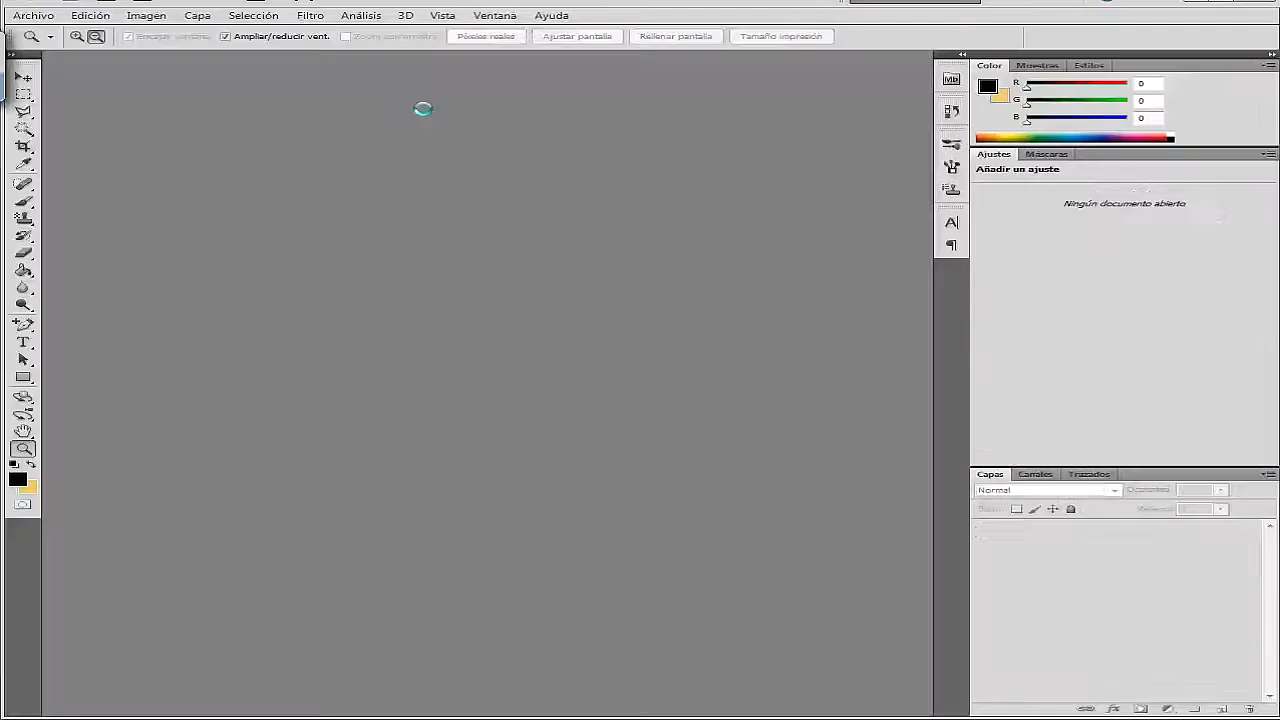 Archivo Edición Imagen Capa Selección Filtro Análisis 3D Vista Ventana Ayuda
Ampliar/reducir vent. Píxeles reales Ajustar pantalla Rellenar pantalla Tamaño impresión
Color Muestras Estilos
Mb
R 0
G 0
B 0
Ajustes Máscaras
Añadir un ajuste
Ningún documento abierto
A
T
Capas Canales Trazados
Normal
fx